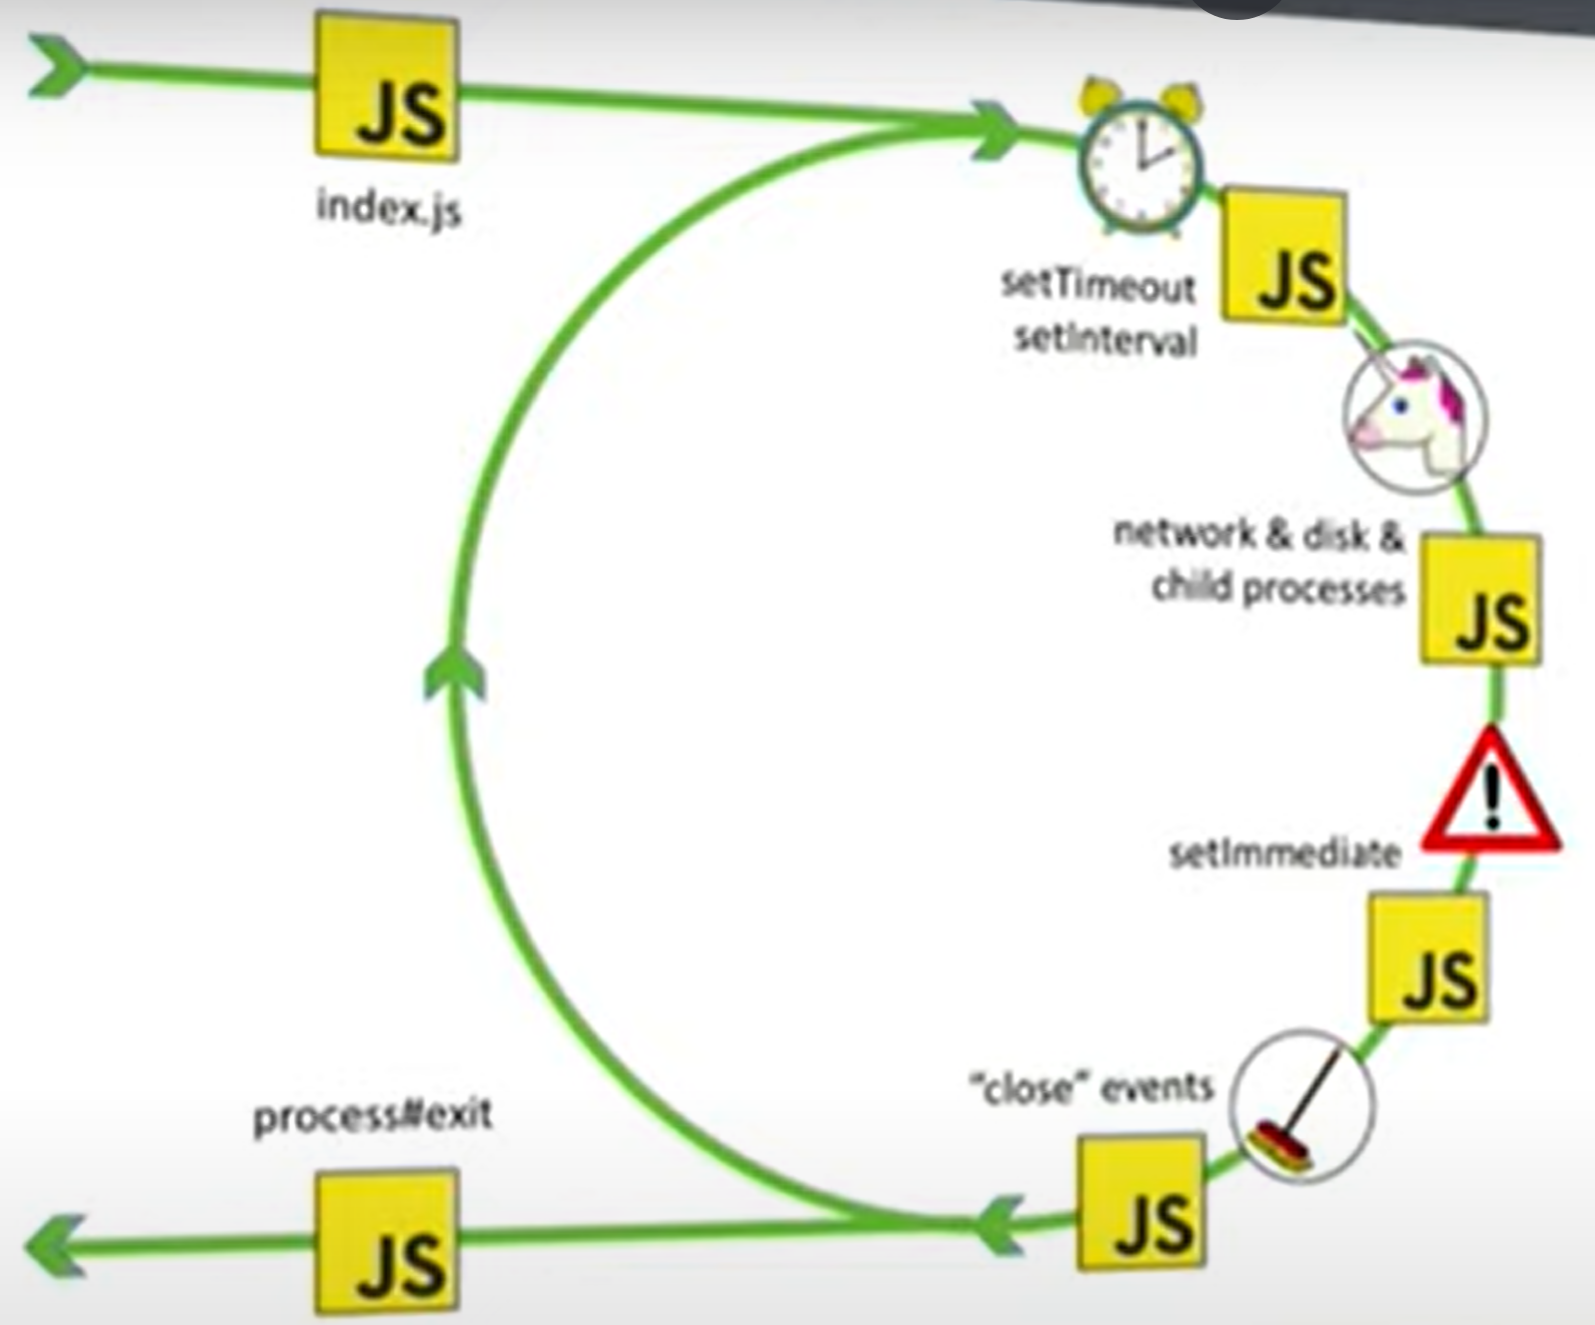 JS
index.js
setTimeout
setInterval
JS
network & disk &
child processes
JS
setImmediate
JS
"close" events
JS
process#exit
JS